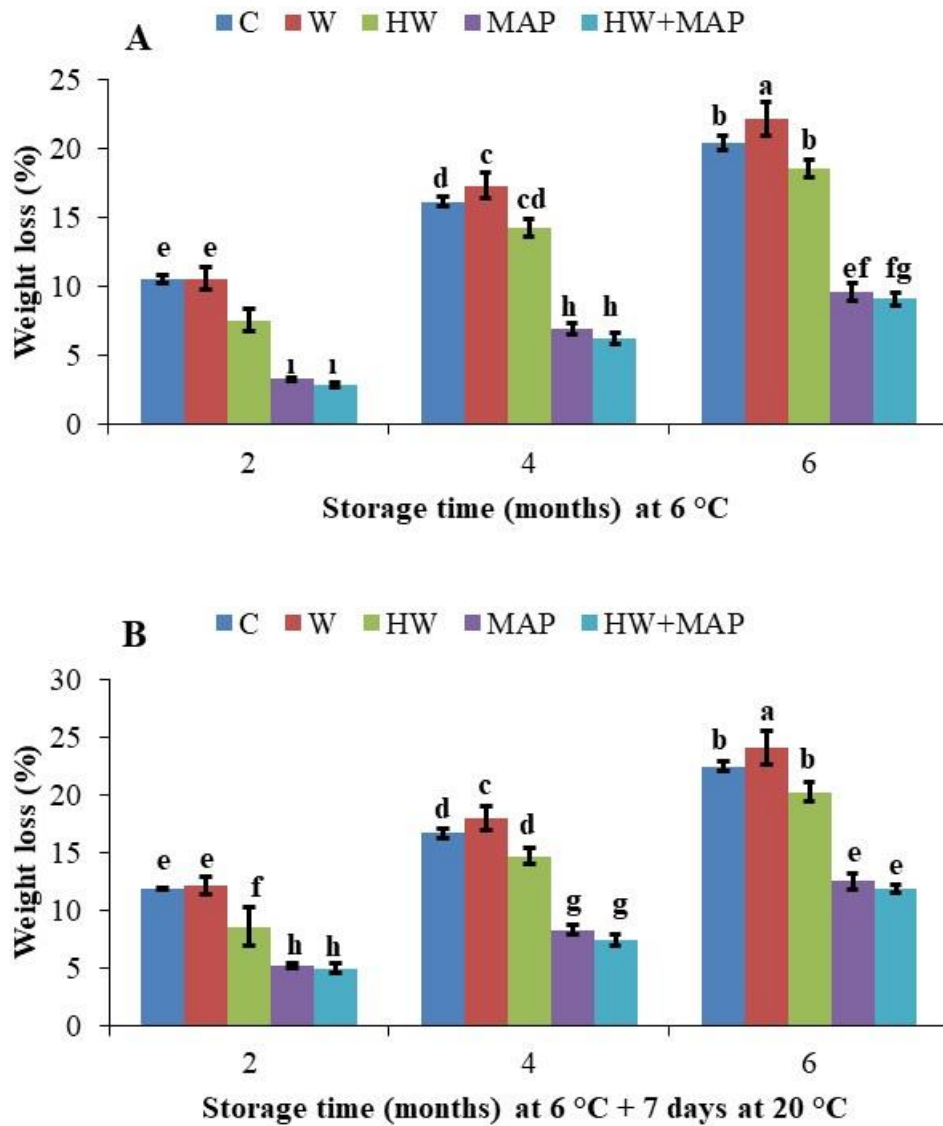 A
C W HW MAP HW+MAP
Weight loss (%)
25
20
15
10
5
0
e e ı ı
d c cd h h
b a b ef fg
2 4 6
Storage time (months) at 6 °C
B
C W HW MAP HW+MAP
Weight loss (%)
30
25
20
15
10
5
0
e e f h h
d c d g g
b a b e e
2 4 6
Storage time (months) at 6 °C + 7 days at 20 °C